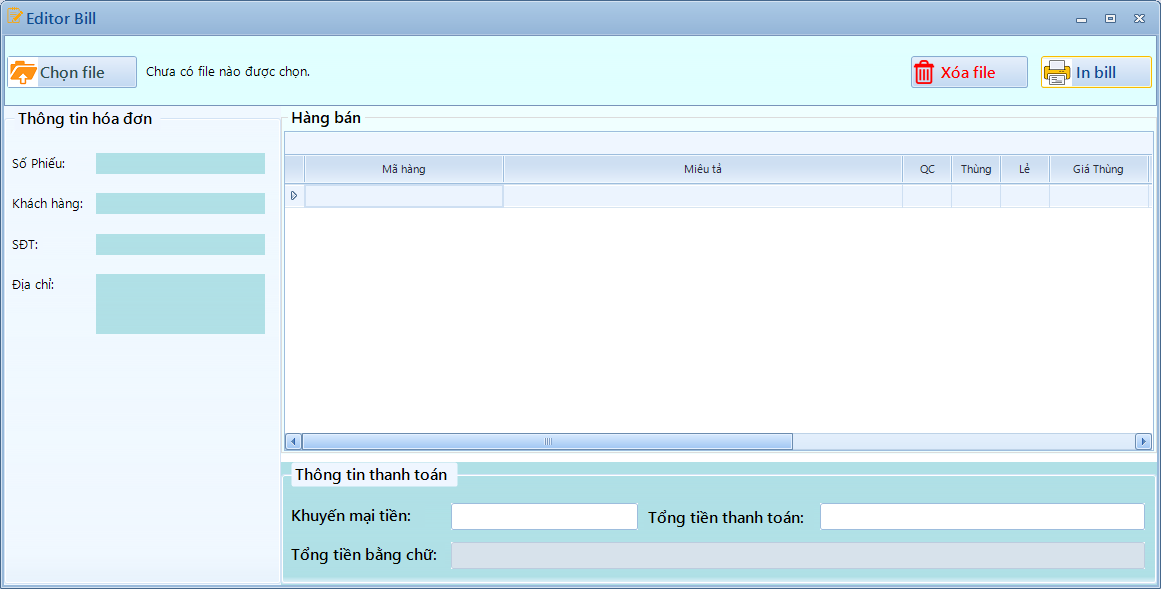 Editor Bill
Chọn file
Chưa có file nào được chọn.
Xóa file
In bill
Thông tin hóa đơn
Số Phiếu:
Khách hàng:
SĐT:
Địa chỉ:
Hàng bán
Mã hàng Miêu tả QC Thùng Lẻ Giá Thùng
Thông tin thanh toán
Khuyến mại tiền: Tổng tiền thanh toán:
Tổng tiền bằng chữ: